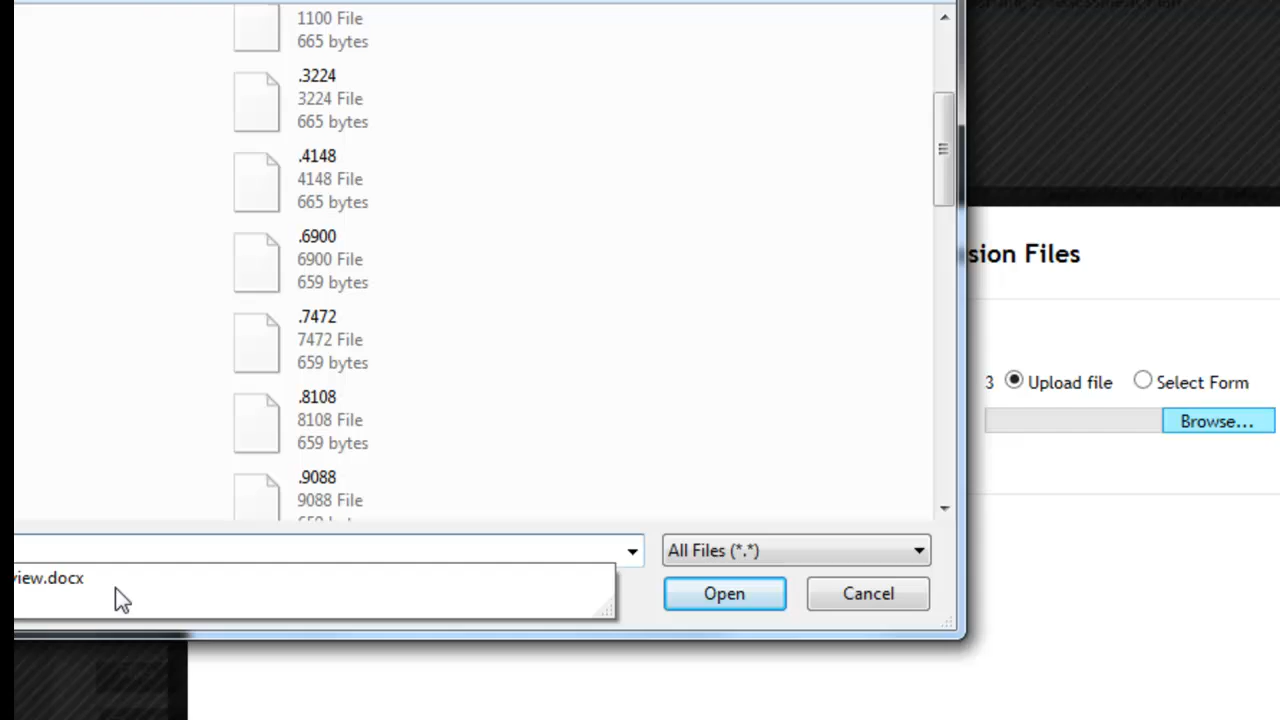 1100 File
665 bytes
.3224
3224 File
665 bytes
.4148
4148 File
665 bytes
.6900
6900 File
659 bytes
.7472
7472 File
659 bytes
.8108
8108 File
659 bytes
.9088
9088 File
sion Files
3 Upload file Select Form
Browse...
All Files (*.*)
view.docx
Open Cancel